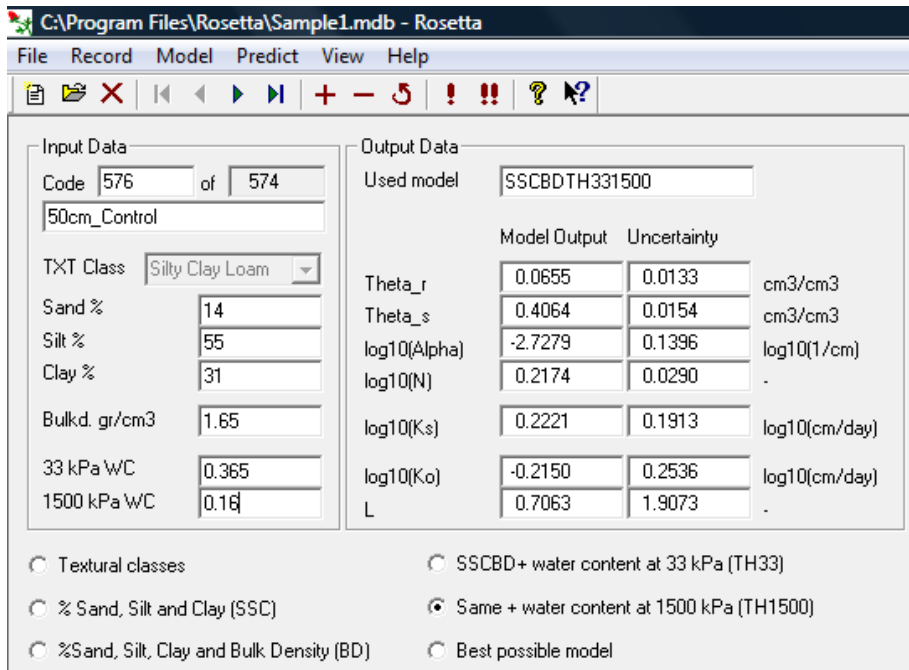 C:\Program Files\Rosetta\Sample1.mdb - Rosetta
File Record Model Predict View Help
Input Data
Code 576 of 574
50cm_Control
TXT Class Silty Clay Loam
Sand % 14
Silt % 55
Clay % 31
Bulkd. gr/cm3 1.65
33 kPa WC 0.365
1500 kPa WC 0.16
Output Data
Used model SSCBDTH331500
Model Output Uncertainty
Theta_r 0.0655 0.0133 cm3/cm3
Theta_s 0.4064 0.0154 cm3/cm3
log10(Alpha) -2.7279 0.1396 log10(1/cm)
log10(N) 0.2174 0.0290 -
log10(Ks) 0.2221 0.1913 log10(cm/day)
log10(Ko) -0.2150 0.2536 log10(cm/day)
L 0.7063 1.9073 -
Textural classes
% Sand, Silt and Clay (SSC)
%Sand, Silt, Clay and Bulk Density (BD)
SSCBD+ water content at 33 kPa (TH33)
Same + water content at 1500 kPa (TH1500)
Best possible model